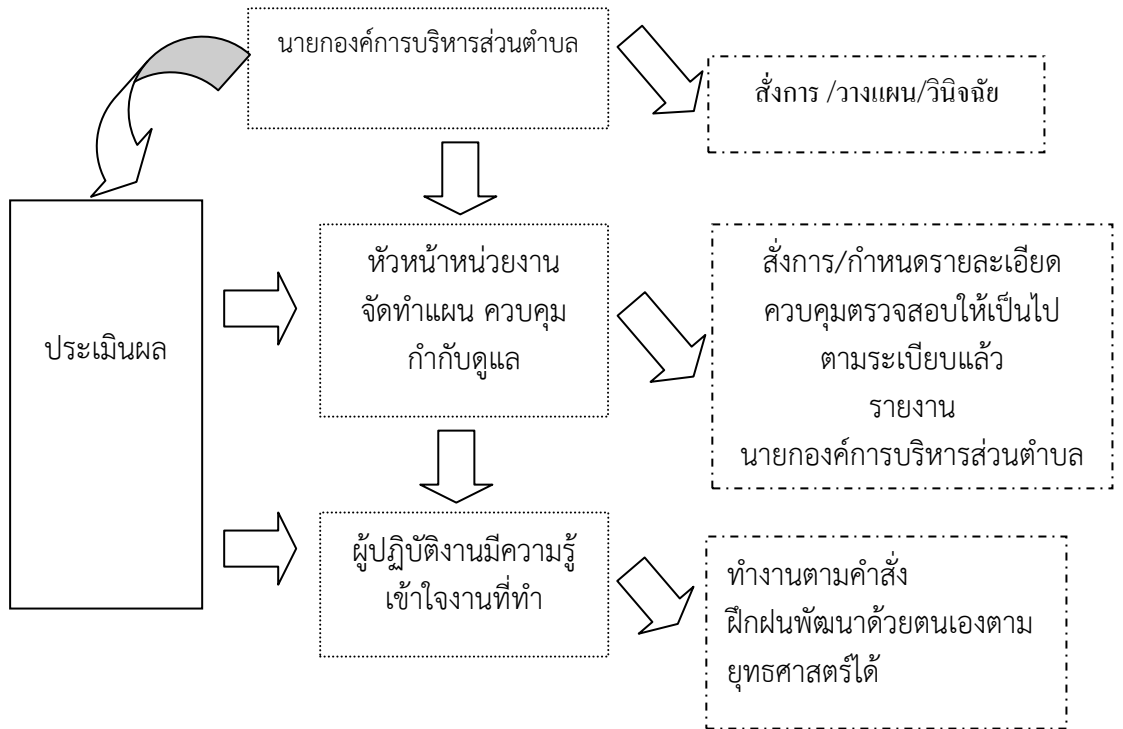 นายกองค์การบริหารส่วนตำบล
สั่งการ /วางแผน/วินิจฉัย
ประเมินผล
หัวหน้าหน่วยงาน
จัดทำแผน ควบคุม
กำกับดูแล
สั่งการ/กำหนดรายละเอียด
ควบคุมตรวจสอบให้เป็นไป
ตามระเบียบแล้ว
รายงาน
นายกองค์การบริหารส่วนตำบล
ผู้ปฏิบัติงานมีความรู้
เข้าใจงานที่ทำ
ทำงานตามคำสั่ง
ฝึกฝนพัฒนาด้วยตนเองตาม
ยุทธศาสตร์ได้